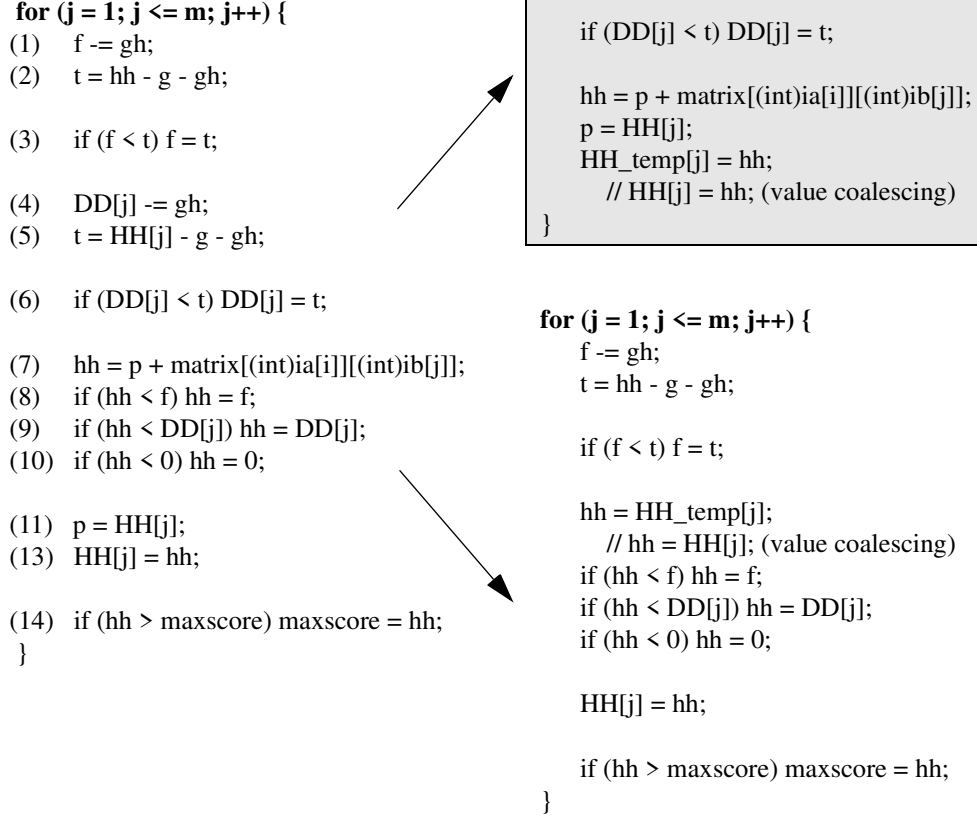 for (j = 1; j <= m; j++) {
(1) f -= gh;
(2) t = hh - g - gh;
(3) if (f < t) f = t;
(4) DD[j] -= gh;
(5) t = HH[j] - g - gh;
(6) if (DD[j] < t) DD[j] = t;
(7) hh = p + matrix[(int)ia[i]][(int)ib[j]];
(8) if (hh < f) hh = f;
(9) if (hh < DD[j]) hh = DD[j];
(10) if (hh < 0) hh = 0;
(11) p = HH[j];
(13) HH[j] = hh;
(14) if (hh > maxscore) maxscore = hh;
}
if (DD[j] < t) DD[j] = t;
hh = p + matrix[(int)ia[i]][(int)ib[j]];
p = HH[j];
HH_temp[j] = hh;
// HH[j] = hh; (value coalescing)
}
for (j = 1; j <= m; j++) {
f -= gh;
t = hh - g - gh;
if (f < t) f = t;
hh = HH_temp[j];
// hh = HH[j]; (value coalescing)
if (hh < f) hh = f;
if (hh < DD[j]) hh = DD[j];
if (hh < 0) hh = 0;
HH[j] = hh;
if (hh > maxscore) maxscore = hh;
}